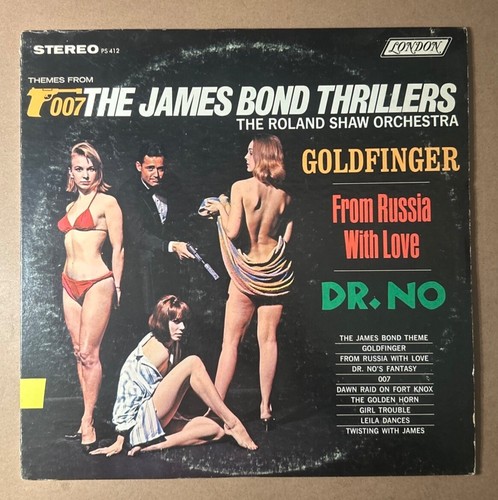 STEREO PS 412
LONDON
THEMES FROM
007 THE JAMES BOND THRILLERS
THE ROLAND SHAW ORCHESTRA
GOLDFINGER
From Russia
With Love
DR. NO
THE JAMES BOND THEME
GOLDFINGER
FROM RUSSIA WITH LOVE
DR. NO'S FANTASY
007
DAWN RAID ON FORT KNOX
THE GOLDEN HORN
GIRL TROUBLE
LEILA DANCES
TWISTING WITH JAMES